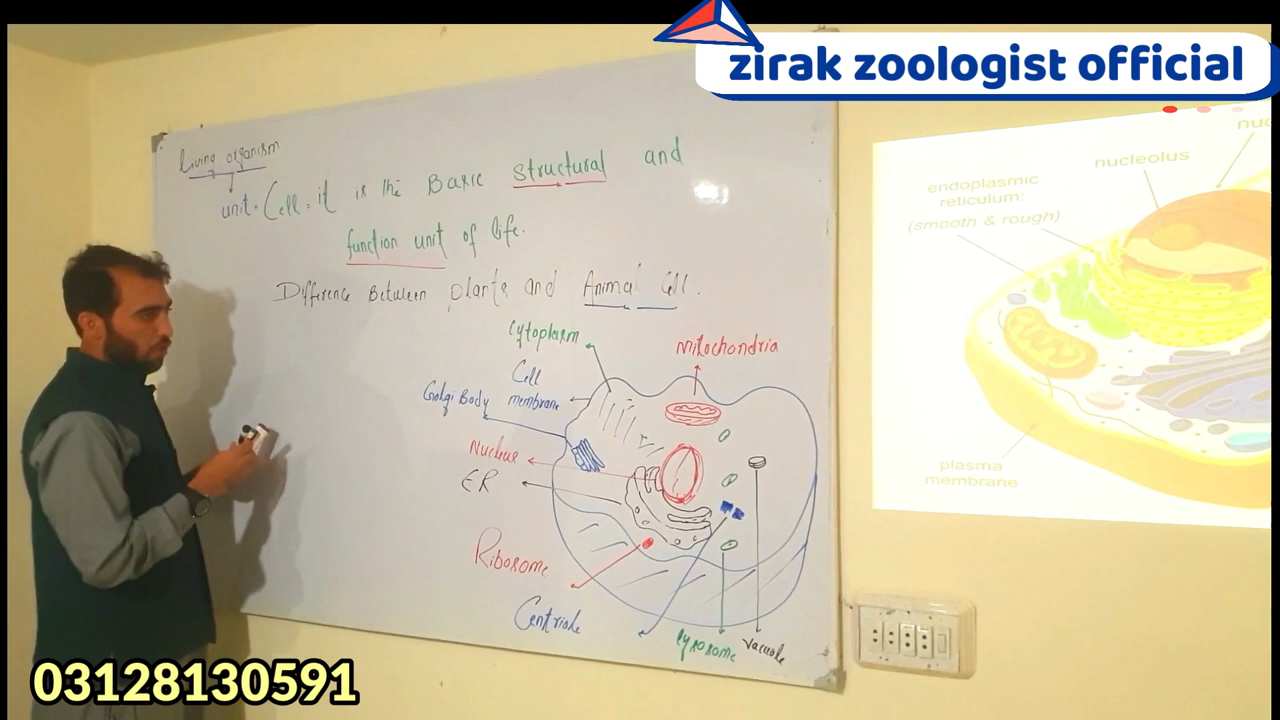 zirak zoologist official
Living organism
unit. Cell = it is the Basic structural and
function unit of life.
Difference Between plants and Animal Cell.
Cytoplasm
Mitochondria
Cell
membrane
Golgi Body
Nucleus
ER
Ribosome
Centriole
lysosome
vacuole
nuc
nucleolus
endoplasmic
reticulum:
(smooth & rough)
plasma
membrane
03128130591